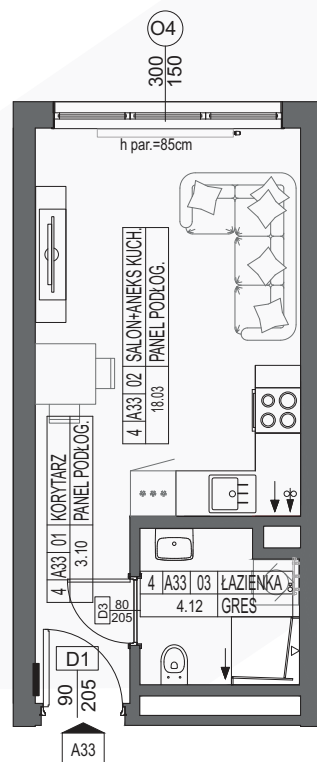 O4
300
150
h par.=85cm
4 A33 02 SALON+ANEKS KUCH.
18.03 PANEL PODŁOG.
4 A33 01 KORYTARZ
3.10 PANEL PODŁOG.
4 A33 03 ŁAZIENKA
4.12 GRES
D3 80
205
D1
90
205
A33